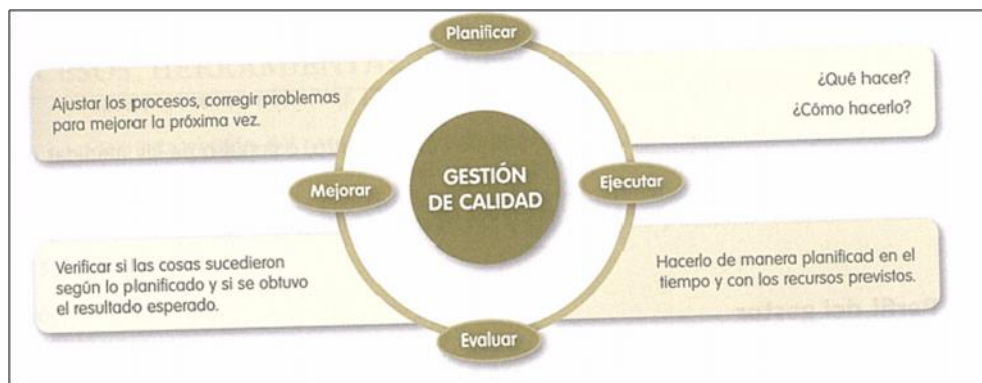 Planificar
Ajustar los procesos, corregir problemas
para mejorar la próxima vez.
¿Qué hacer?
¿Cómo hacerlo?
Mejorar
GESTIÓN
DE CALIDAD
Ejecutar
Verificar si las cosas sucedieron
según lo planificado y si se obtuvo
el resultado esperado.
Hacerlo de manera planificad en el
tiempo y con los recursos previstos.
Evaluar